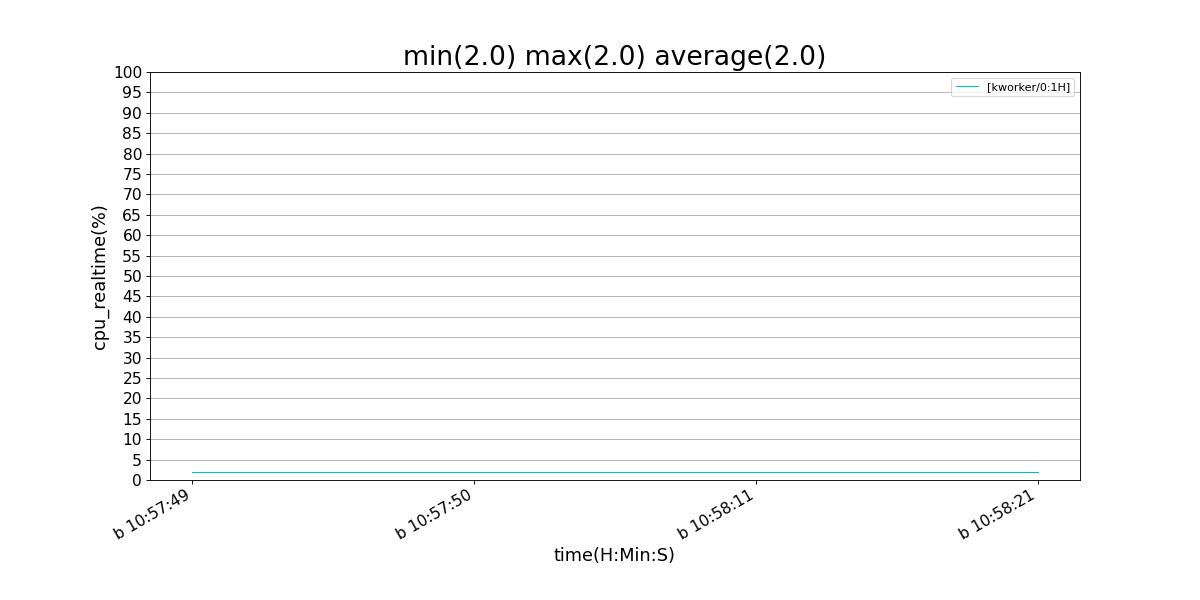 min(2.0) max(2.0) average(2.0)
[kworker/0:1H]
cpu_realtime(%)
100
95
90
85
80
75
70
65
60
55
50
45
40
35
30
25
20
15
10
5
0
b 10:57:49
b 10:57:50
b 10:58:11
b 10:58:21
time(H:Min:S)